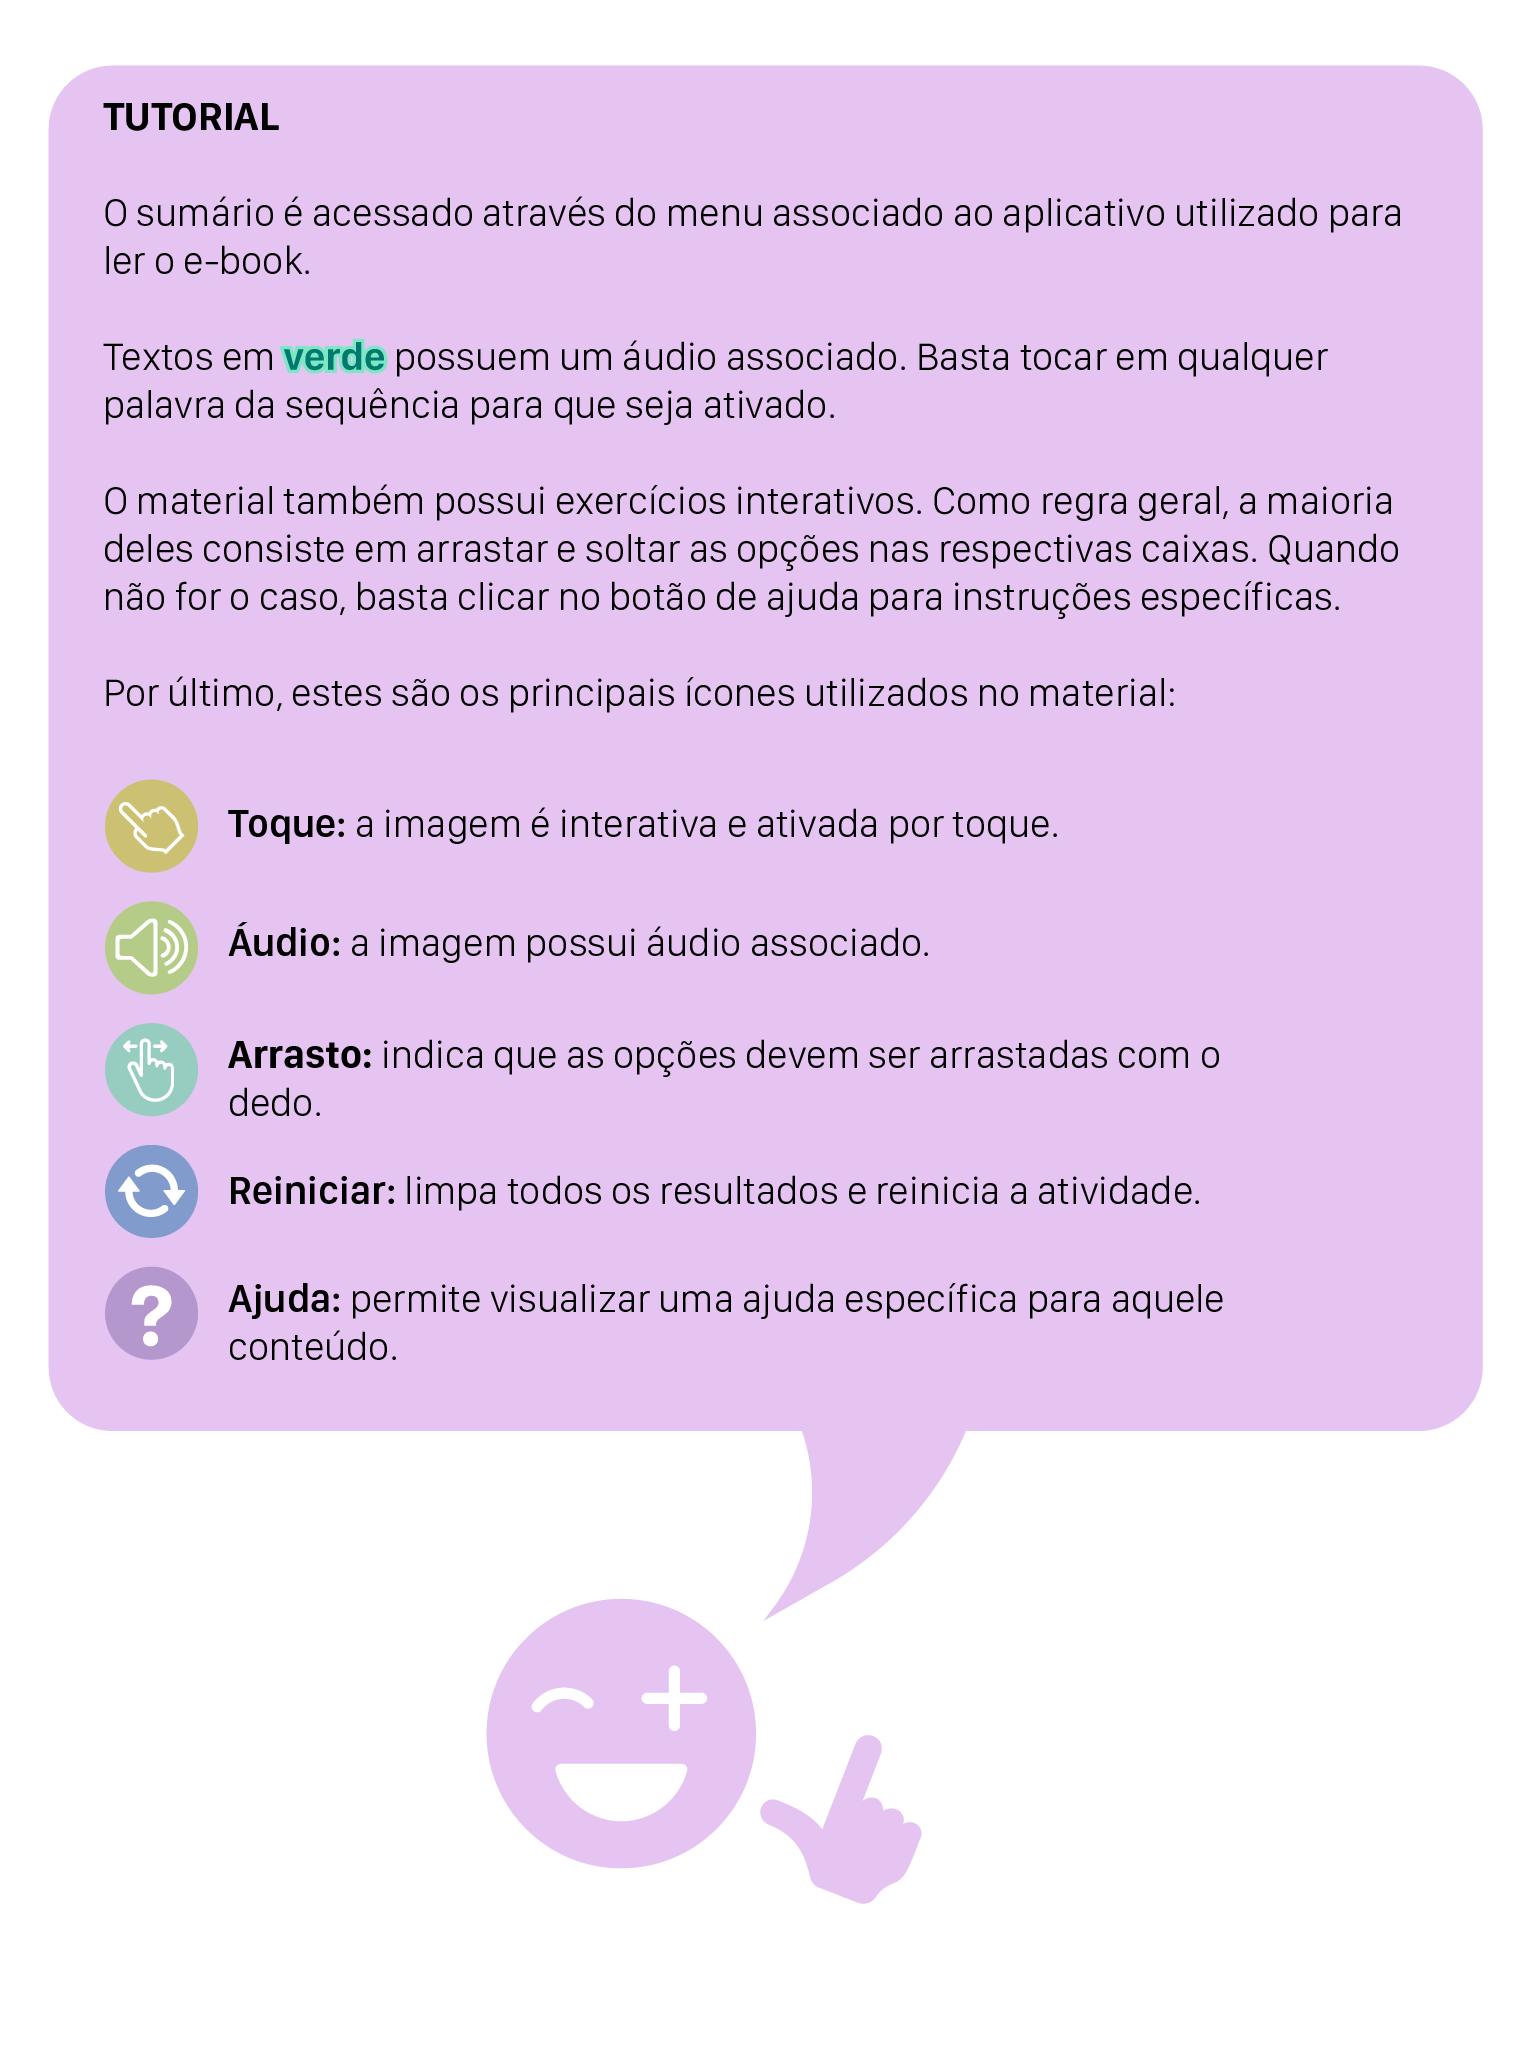 TUTORIAL
O sumário é acessado através do menu associado ao aplicativo utilizado para
ler o e-book.
Textos em verde possuem um áudio associado. Basta tocar em qualquer
palavra da sequência para que seja ativado.
O material também possui exercícios interativos. Como regra geral, a maioria
deles consiste em arrastar e soltar as opções nas respectivas caixas. Quando
não for o caso, basta clicar no botão de ajuda para instruções específicas.
Por último, estes são os principais ícones utilizados no material:
Toque: a imagem é interativa e ativada por toque.
Áudio: a imagem possui áudio associado.
Arrasto: indica que as opções devem ser arrastadas com o
dedo.
Reiniciar: limpa todos os resultados e reinicia a atividade.
?
Ajuda: permite visualizar uma ajuda específica para aquele
conteúdo.